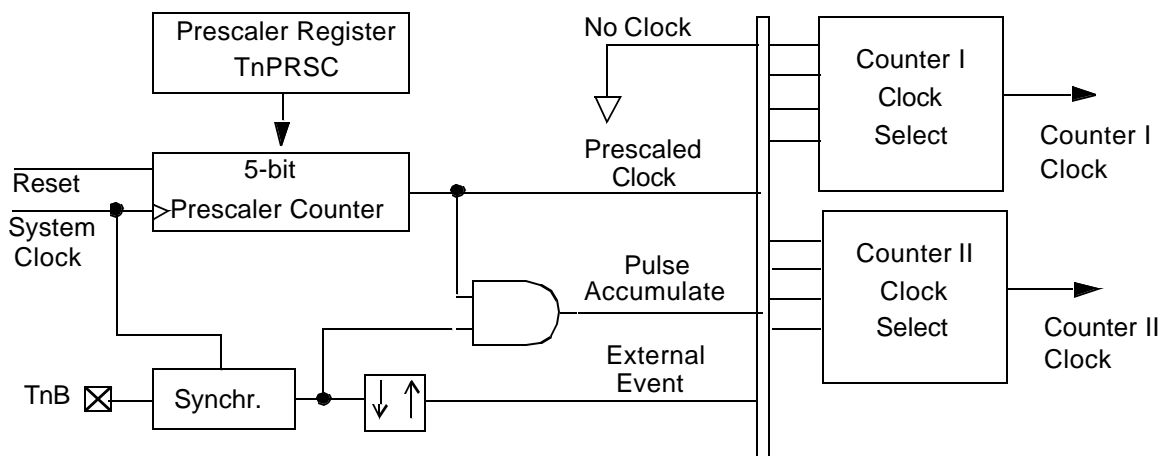 Prescaler Register
TnPRSC
No Clock
Counter I
Clock
Select
Counter I
Clock
5-bit
Prescaler Counter
Reset
System
Clock
Prescaled
Clock
Counter II
Clock
Select
Counter II
Clock
Pulse
Accumulate
External
Event
TnB
Synchr.